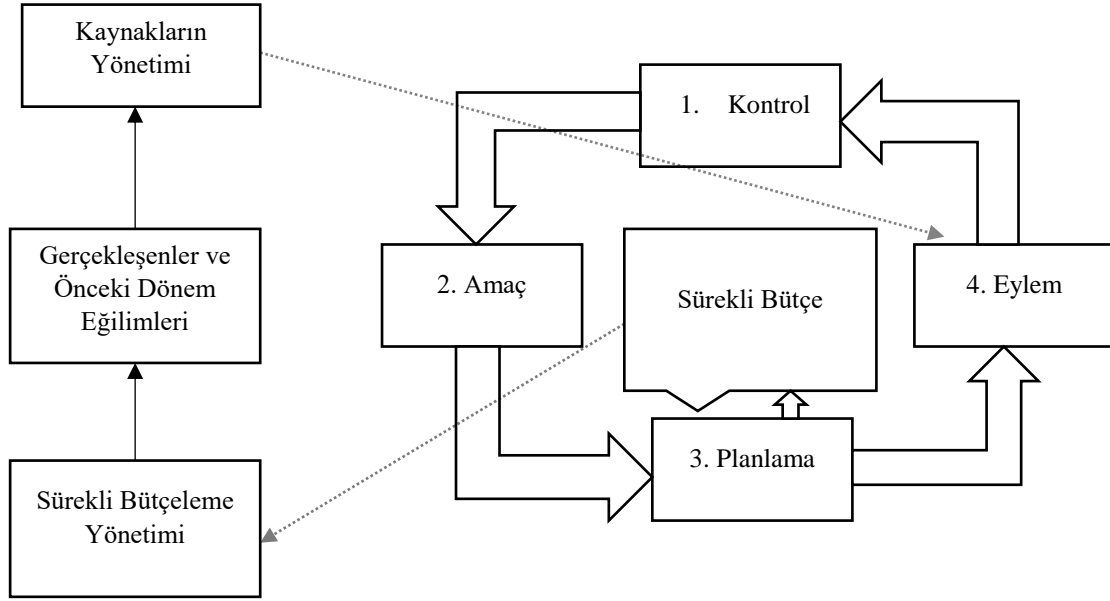 Kaynakların
Yönetimi
1. Kontrol
Gerçekleşenler ve
Önceki Dönem
Eğilimleri
2. Amaç
Sürekli Bütçe
4. Eylem
3. Planlama
Sürekli Bütçeleme
Yönetimi